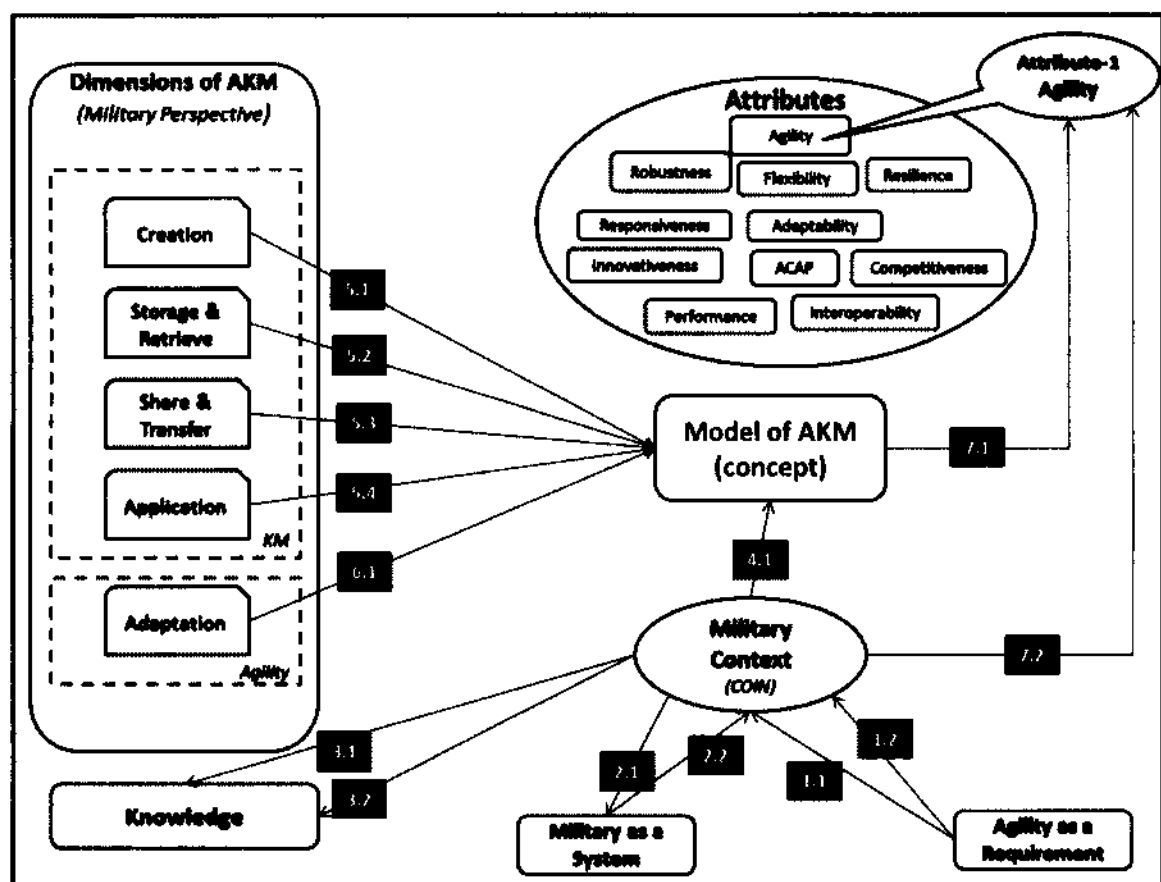 Dimensions of AKM
(Military Perspective)
Creation
Storage &
Retrieve
Share &
Transfer
Application
KM
Adaptation
Agility
Knowledge
5.1
5.2
5.3
5.4
6.1
Attribute-1
Agility
Attributes
Agility
Robustness
Flexibility
Resilience
Responsiveness
Adaptability
Innovativeness
ACAP
Competitiveness
Performance
Interoperability
Model of AKM
(concept)
7.1
4.1
Military
Context
(COIN)
7.2
3.1
3.2
2.1
2.2
1.1
1.2
Military as a
System
Agility as a
Requirement